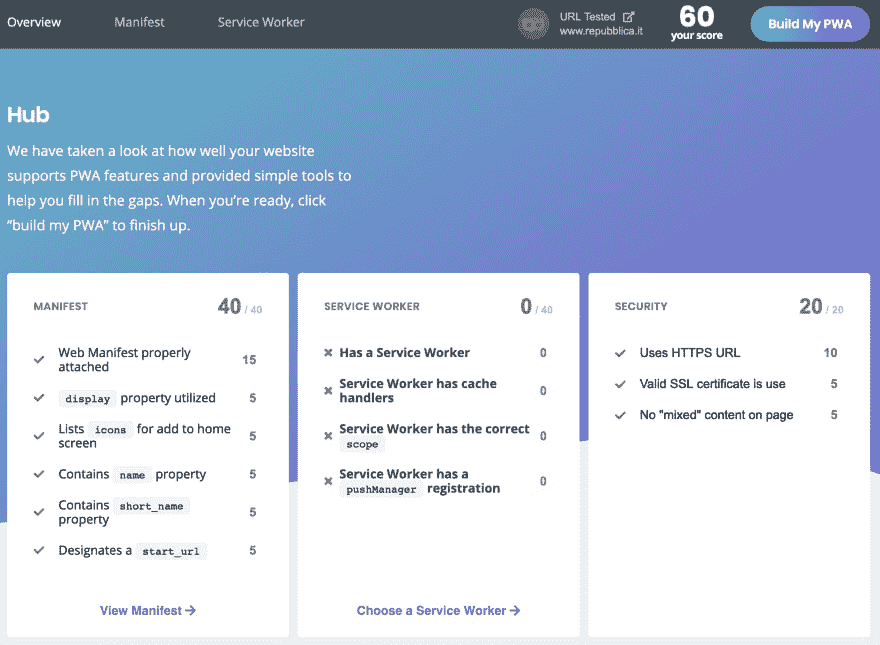 Overview
Manifest
Service Worker
URL Tested
www.repubblica.it
60
your score
Build My PWA
Hub
We have taken a look at how well your website
supports PWA features and provided simple tools to
help you fill in the gaps. When you're ready, click
"build my PWA" to finish up.
MANIFEST 40 / 40
Web Manifest properly
attached 15
display property utilized 5
Lists icons for add to home
screen 5
Contains name property 5
Contains short_name
property 5
Designates a start_url 5
View Manifest
SERVICE WORKER 0 / 40
Has a Service Worker 0
Service Worker has cache
handlers 0
Service Worker has the correct
scope 0
Service Worker has a
pushManager registration 0
Choose a Service Worker
SECURITY 20 / 20
Uses HTTPS URL 10
Valid SSL certificate is use 5
No "mixed" content on page 5